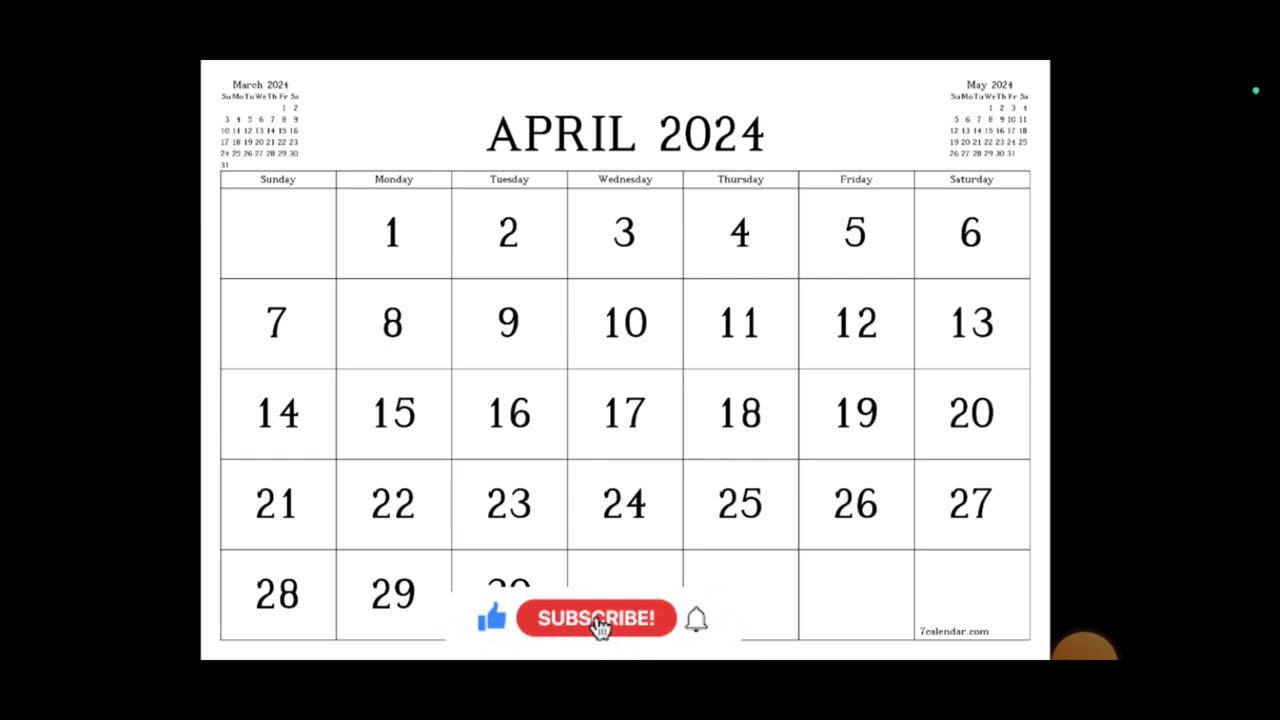 March 2024
Su Mo Tu We Th Fr Sa
1 2
3 4 5 6 7 8 9
10 11 12 13 14 15 16
17 18 19 20 21 22 23
24 25 26 27 28 29 30
31
APRIL 2024
May 2024
Su Mo Tu We Th Fr Sa
1 2 3 4
5 6 7 8 9 10 11
12 13 14 15 16 17 18
19 20 21 22 23 24 25
26 27 28 29 30 31
Sunday Monday Tuesday Wednesday Thursday Friday Saturday
1 2 3 4 5 6
7 8 9 10 11 12 13
14 15 16 17 18 19 20
21 22 23 24 25 26 27
28 29 30
SUBSCRIBE!
7calendar.com